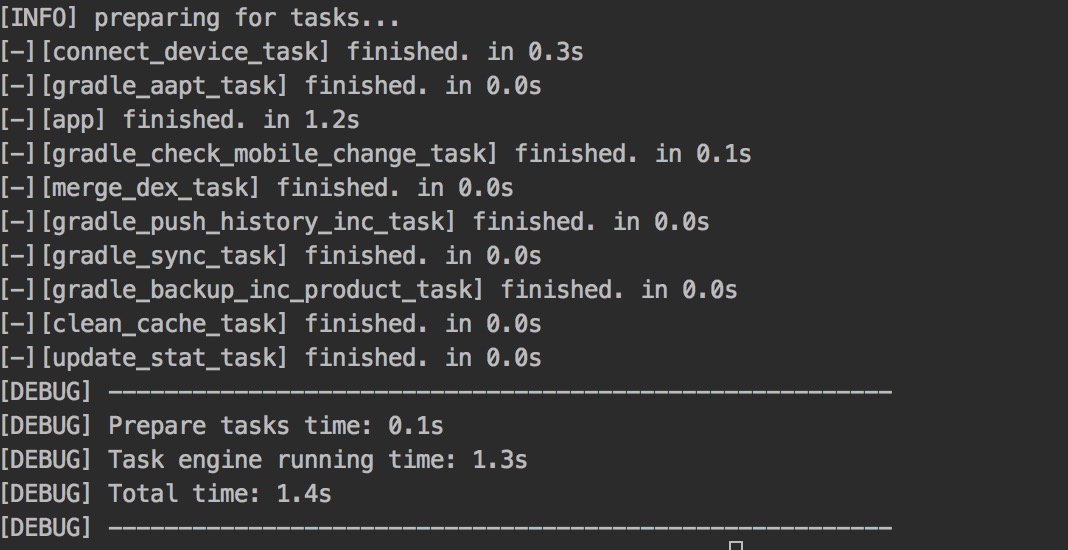 [INFO] preparing for tasks...
[-][connect_device_task] finished. in 0.3s
[-][gradle_aapt_task] finished. in 0.0s
[-][app] finished. in 1.2s
[-][gradle_check_mobile_change_task] finished. in 0.1s
[-][merge_dex_task] finished. in 0.0s
[-][gradle_push_history_inc_task] finished. in 0.0s
[-][gradle_sync_task] finished. in 0.0s
[-][gradle_backup_inc_product_task] finished. in 0.0s
[-][clean_cache_task] finished. in 0.0s
[-][update_stat_task] finished. in 0.0s
[DEBUG] --------------------------------------------------------
[DEBUG] Prepare tasks time: 0.1s
[DEBUG] Task engine running time: 1.3s
[DEBUG] Total time: 1.4s
[DEBUG] --------------------------------------------------------